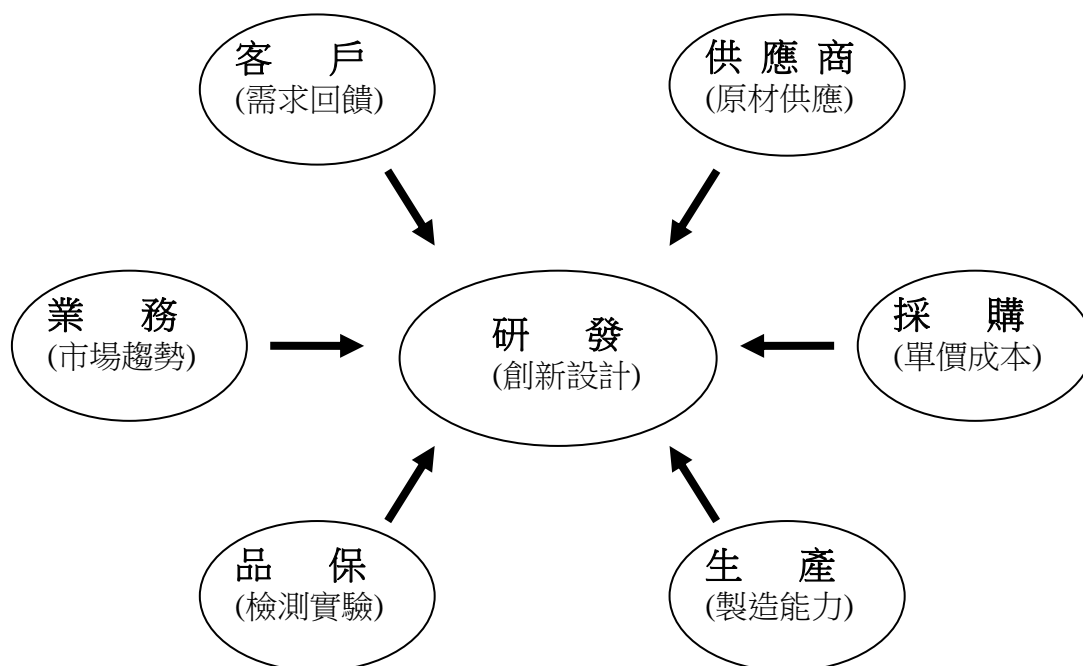 客　戶
(需求回饋)
供 應 商
(原材供應)
業　務
(市場趨勢)
研　發
(創新設計)
採　購
(單價成本)
品　保
(檢測實驗)
生　產
(製造能力)